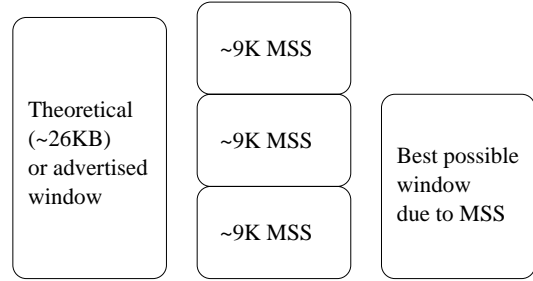 Theoretical
(~26KB)
or advertised
window
~9K MSS
~9K MSS
~9K MSS
Best possible
window
due to MSS